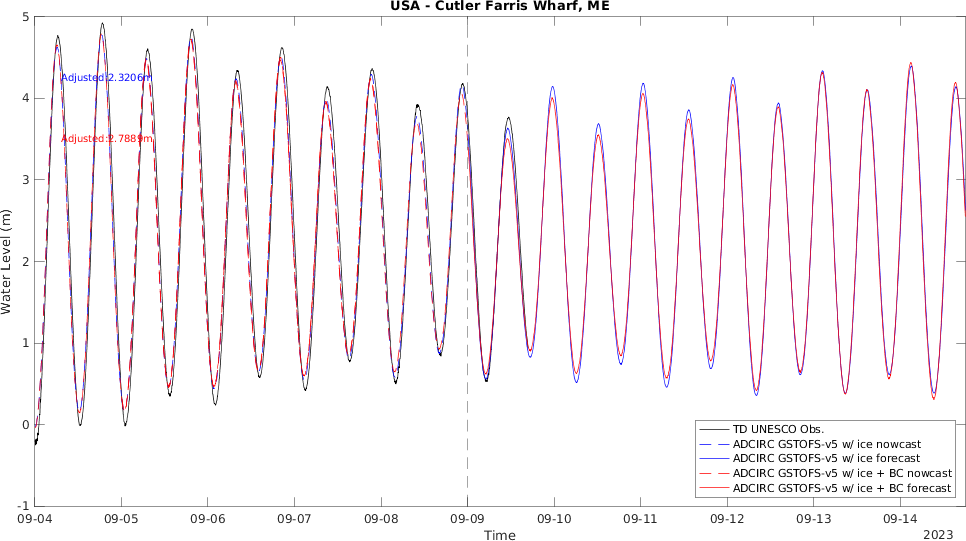 USA - Cutler Farris Wharf, ME
5
4
3
2
1
0
-1
Water Level (m)
Adjusted:2.3206m
Adjusted:2.7889m
TD UNESCO Obs.
ADCIRC GSTOFS-v5 w/ ice nowcast
ADCIRC GSTOFS-v5 w/ ice forecast
ADCIRC GSTOFS-v5 w/ ice + BC nowcast
ADCIRC GSTOFS-v5 w/ ice + BC forecast
09-04 09-05 09-06 09-07 09-08 09-09 09-10 09-11 09-12 09-13 09-14
Time
2023